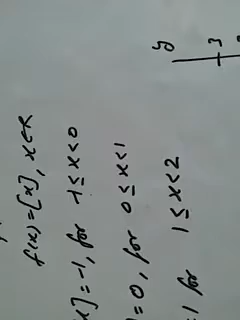 f(x) = [x], x∈R
x] = -1, for -1 ≤ x < 0
= 0, for 0 ≤ x < 1
1 for 1 ≤ x < 2
y
3